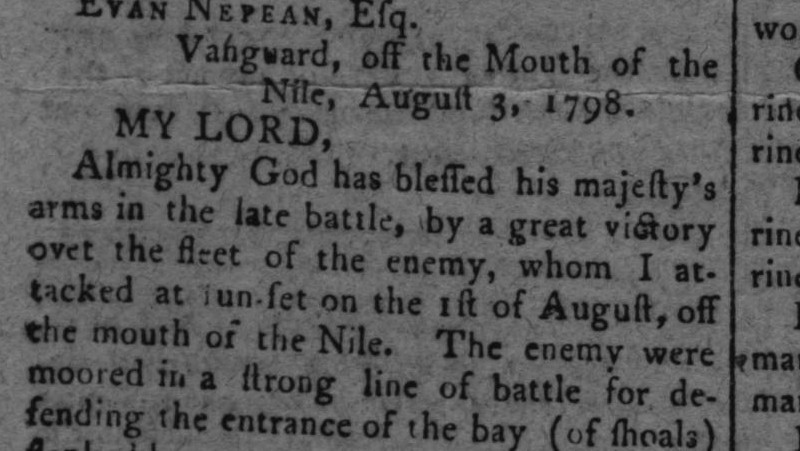 EVAN NEPEAN, Eſq.
Vanguard, off the Mouth of the
Nile, Auguſt 3, 1798.
MY LORD,
Almighty God has bleſſed his majeſty's
arms in the late battle, by a great victory
over the fleet of the enemy, whom I at-
tacked at ſun-ſet on the 1ſt of Auguſt, off
the mouth of the Nile. The enemy were
moored in a ſtrong line of battle for de-
fending the entrance of the bay (of ſhoals)